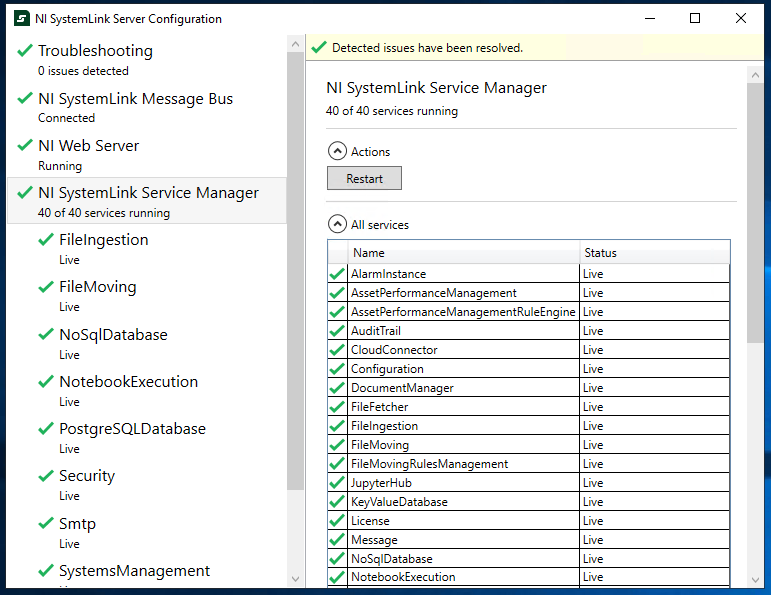 NI SystemLink Server Configuration
Troubleshooting
0 issues detected
NI SystemLink Message Bus
Connected
NI Web Server
Running
NI SystemLink Service Manager
40 of 40 services running
FileIngestion
Live
FileMoving
Live
NoSqlDatabase
Live
NotebookExecution
Live
PostgreSQLDatabase
Live
Security
Live
Smtp
Live
SystemsManagement
Detected issues have been resolved.
NI SystemLink Service Manager
40 of 40 services running
Actions
Restart
All services
Name Status
AlarmInstance Live
AssetPerformanceManagement Live
AssetPerformanceManagementRuleEngine Live
AuditTrail Live
CloudConnector Live
Configuration Live
DocumentManager Live
FileFetcher Live
FileIngestion Live
FileMoving Live
FileMovingRulesManagement Live
JupyterHub Live
KeyValueDatabase Live
License Live
Message Live
NoSqlDatabase Live
NotebookExecution Live